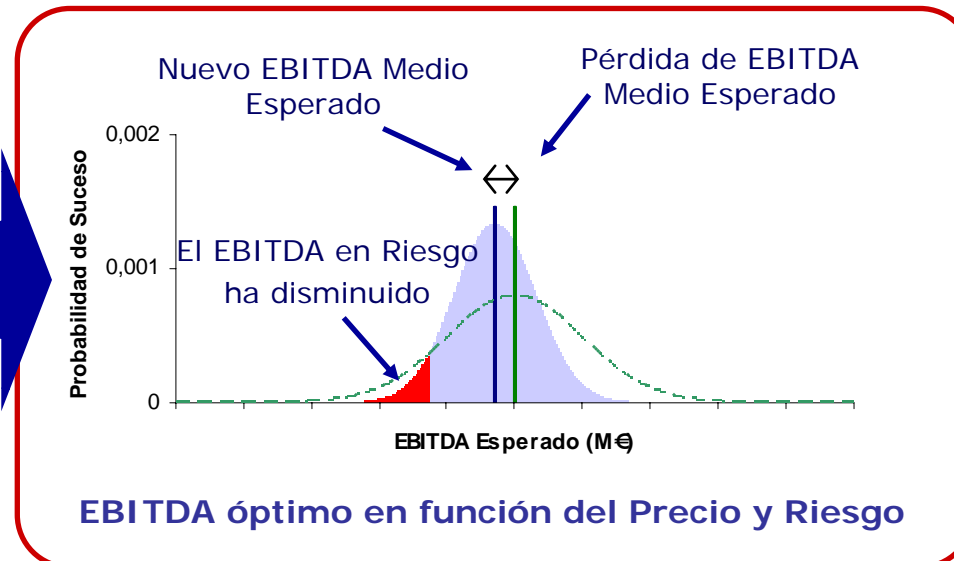 Nuevo EBITDA Medio
Esperado
Pérdida de EBITDA
Medio Esperado
0,002
Probabilidad de Suceso
El EBITDA en Riesgo
ha disminuido
0,001
0
EBITDA Esperado (M€)
EBITDA óptimo en función del Precio y Riesgo